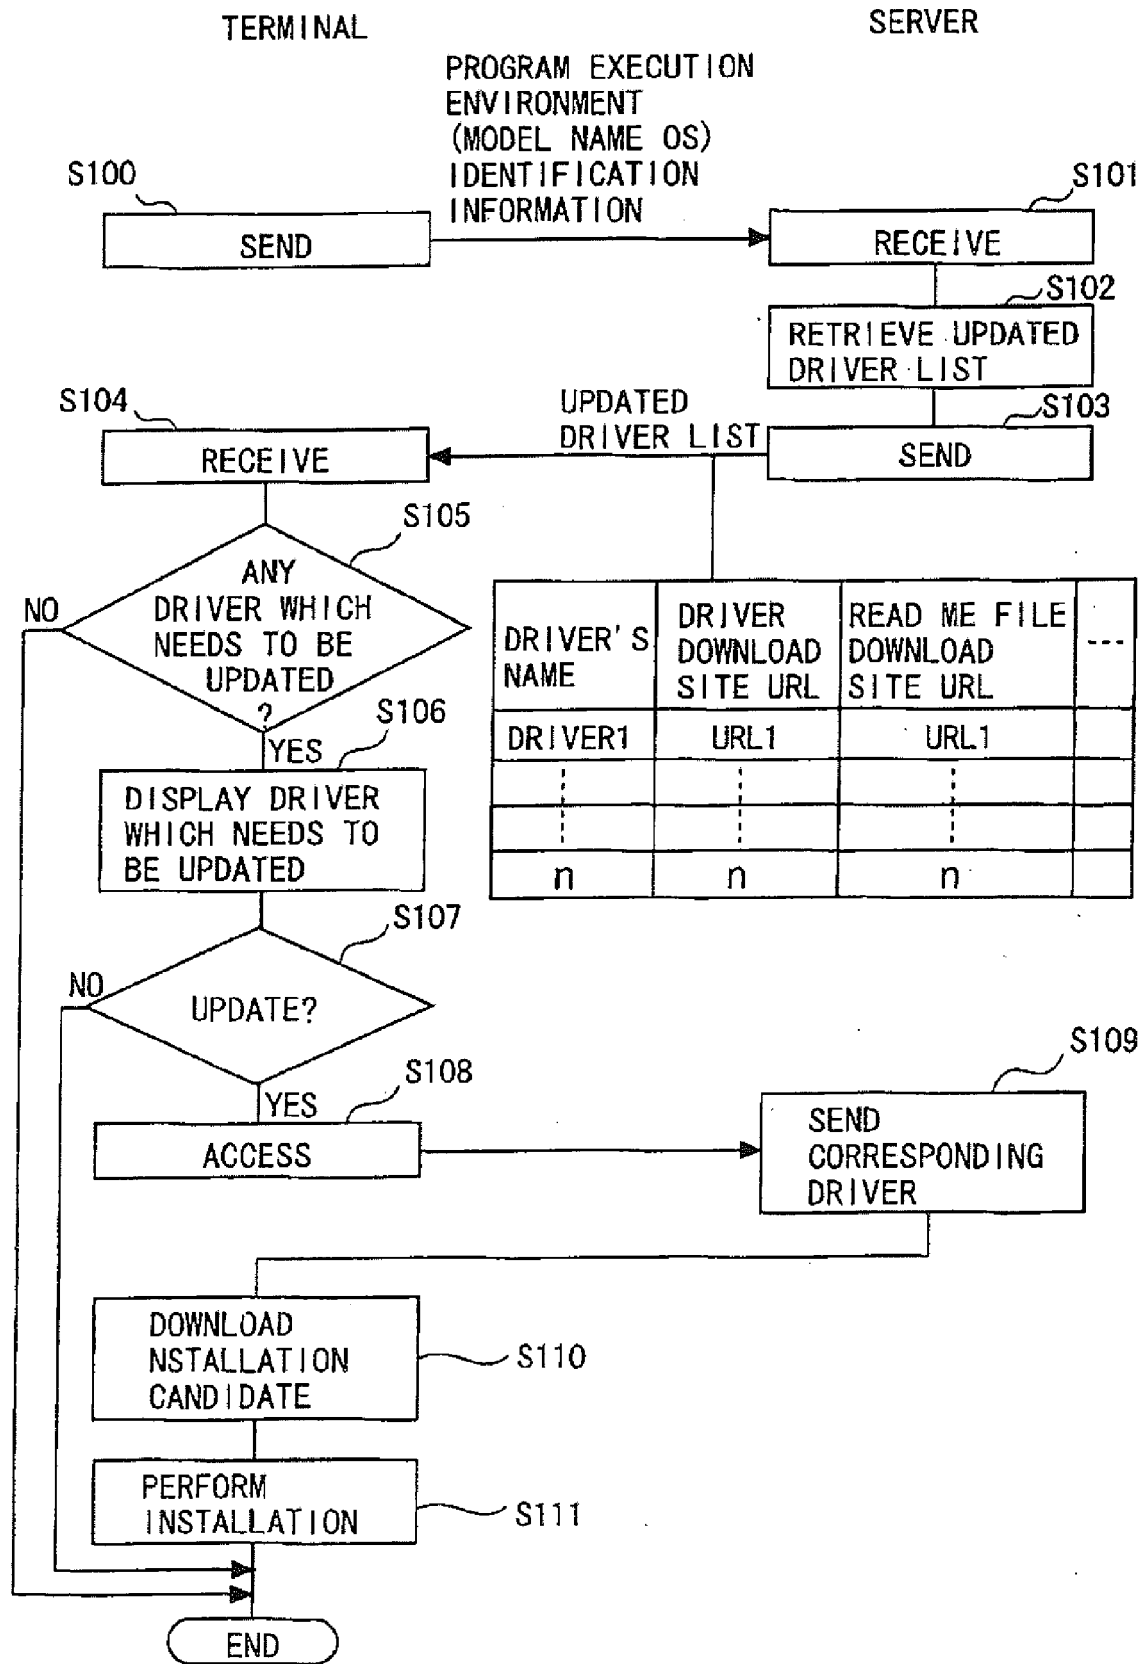 TERMINAL
SERVER
PROGRAM EXECUTION
ENVIRONMENT
(MODEL NAME OS)
IDENTIFICATION
INFORMATION
S100
SEND
S101
RECEIVE
S102
RETRIEVE UPDATED
DRIVER LIST
S103
SEND
UPDATED
DRIVER LIST
S104
RECEIVE
S105
ANY
DRIVER WHICH
NEEDS TO BE
UPDATED
?
NO
YES
DRIVER'S
NAME
DRIVER
DOWNLOAD
SITE URL
READ ME FILE
DOWNLOAD
SITE URL
---
DRIVER1
URL1
URL1
n
n
n
S106
DISPLAY DRIVER
WHICH NEEDS TO
BE UPDATED
S107
UPDATE?
NO
YES
S108
ACCESS
S109
SEND
CORRESPONDING
DRIVER
DOWNLOAD
NSTALLATION
CANDIDATE
S110
PERFORM
INSTALLATION
S111
END